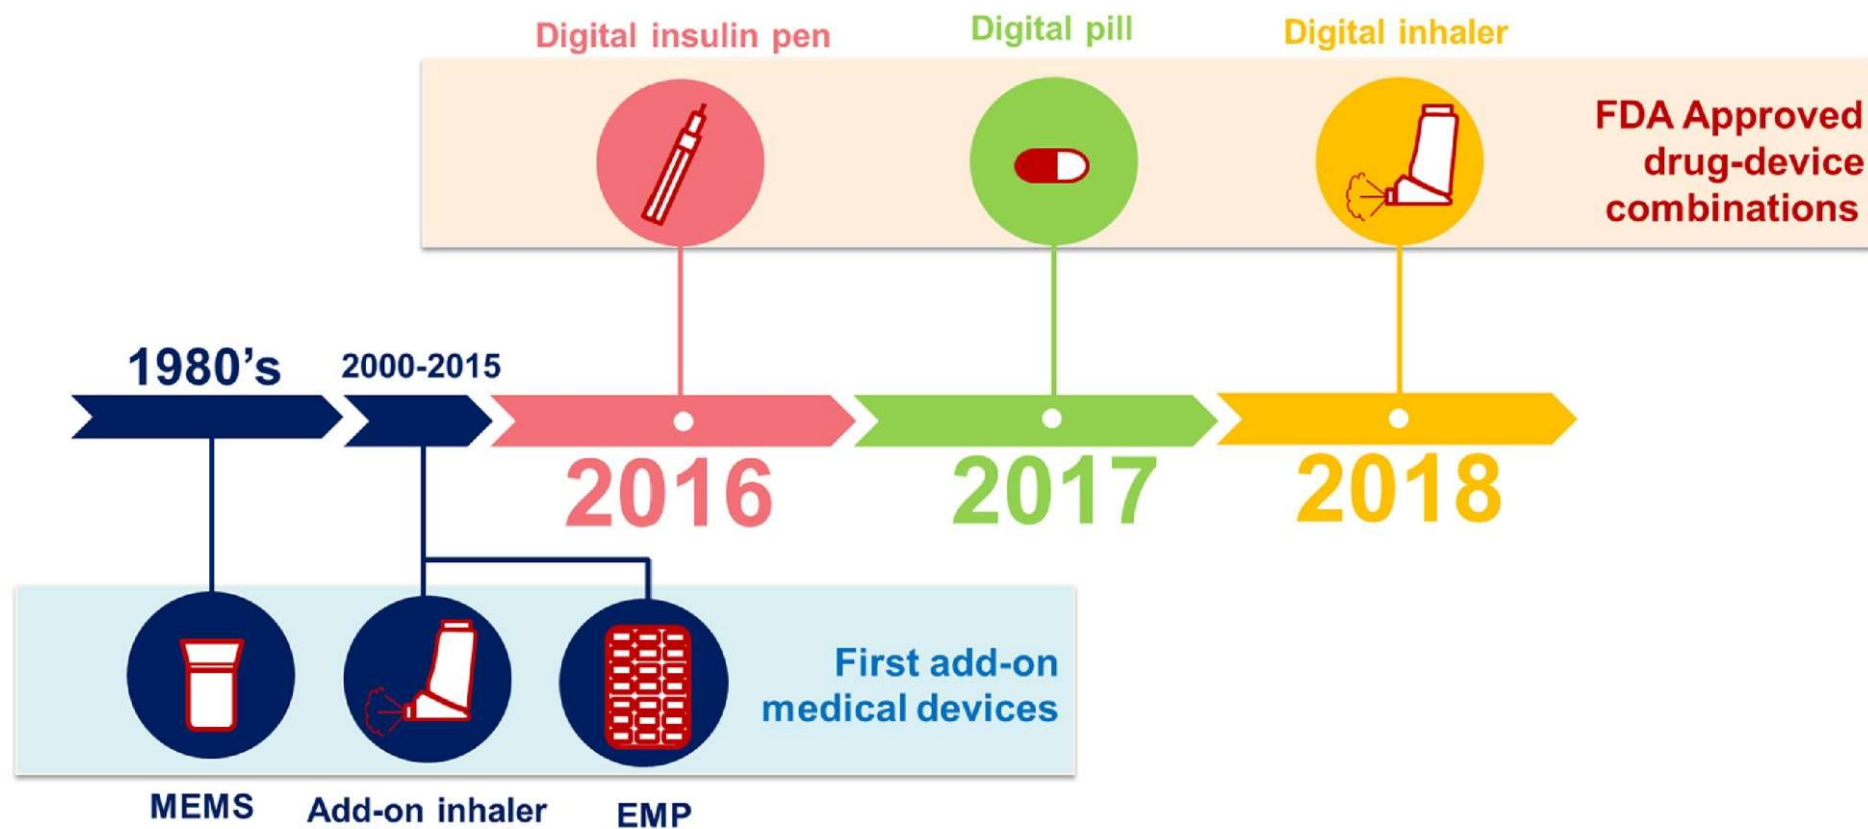 Digital insulin pen
Digital pill
Digital inhaler
FDA Approved
drug-device
combinations
1980's
2000-2015
2016
2017
2018
First add-on
medical devices
MEMS
Add-on inhaler
EMP